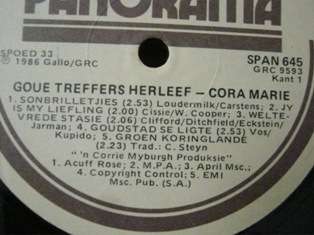 PANORAMA
SPOED 33
℗ 1986 Gallo/GRC
SPAN 645
GRC 9593
Kant 1
GOUE TREFFERS HERLEEF – CORA MARIE
1. SONBRILLETJIES (2.53) Loudermilk/Carstens; 2. JY
IS MY LIEFLING (2.00) Cissie/W. Cooper; 3. WELTE-
VREDE STASIE (2.06) Clifford/Ditchfield/Eckstein/
Jarman; 4. GOUDSTAD SE LIGTE (2.13) Vos/
Kupido; 5. GROEN KORINGLANDE
(2.23) Trad.: C. Steyn
" 'n Corrie Myburgh Produksie"
1. Acuff Rose; 2. M.P.A.; 3. April Msc.;
4. Copyright Control; 5. EMI
Msc. Pub. (S.A.)